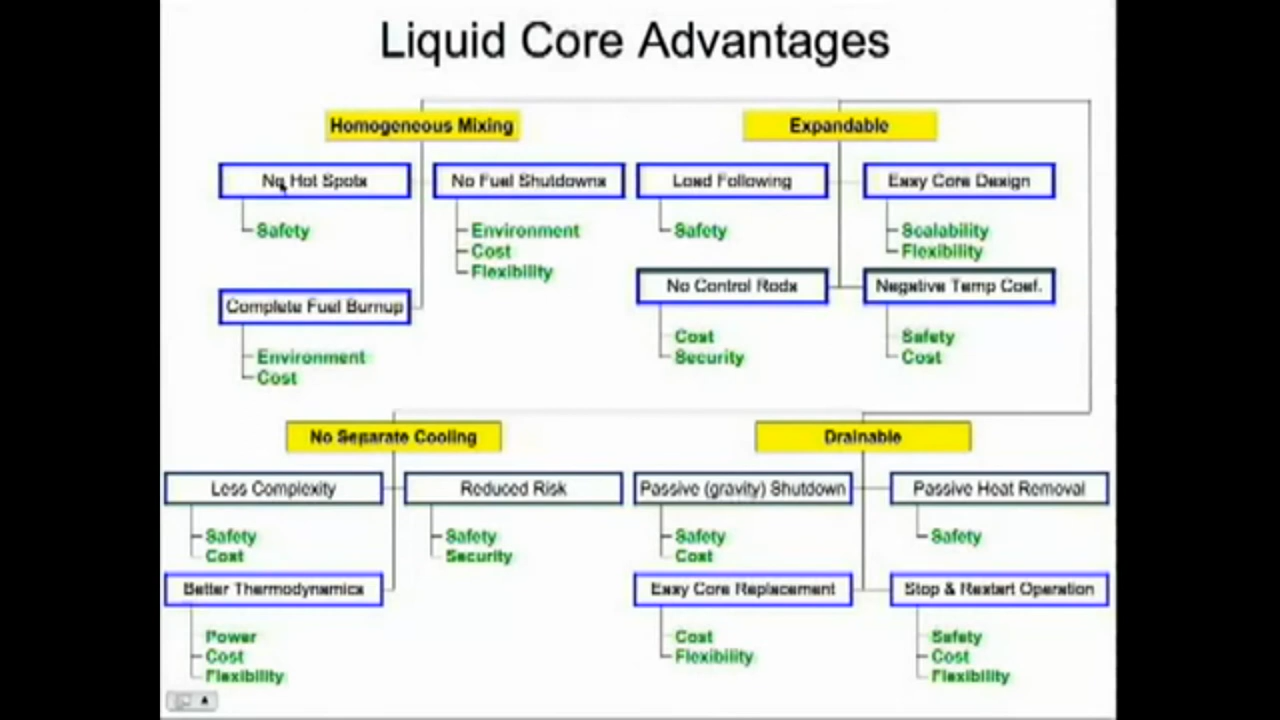 Liquid Core Advantages
Homogeneous Mixing
No Hot Spots
Safety
No Fuel Shutdowns
Environment
Cost
Flexibility
Complete Fuel Burnup
Environment
Cost
Expandable
Load Following
Safety
Easy Core Design
Scalability
Flexibility
No Control Rods
Cost
Security
Negative Temp Coef.
Safety
Cost
No Separate Cooling
Less Complexity
Safety
Cost
Reduced Risk
Safety
Security
Better Thermodynamics
Power
Cost
Flexibility
Drainable
Passive (gravity) Shutdown
Safety
Cost
Passive Heat Removal
Safety
Easy Core Replacement
Cost
Flexibility
Stop & Restart Operation
Safety
Cost
Flexibility